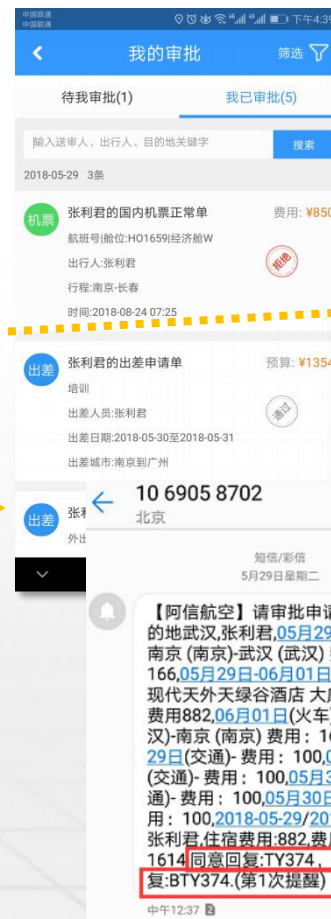 中国联通
中国联通
下午4:39
我的审批
筛选
待我审批(1)
我已审批(5)
输入送审人、出行人、目的地关键字
搜索
2018-05-29 3条
机票
张利君的国内机票正常单
费用: ¥850
航班号|舱位:HO1659|经济舱W
出行人:张利君
拒绝
行程:南京-长春
时间:2018-08-24 07:25
出差
张利君的出差申请单
预算: ¥1354
培训
出差人员:张利君
通过
出差日期:2018-05-30至2018-05-31
出差城市:南京到广州
出差
张
外出
10 6905 8702
北京
短信/彩信
5月29日星期二
【阿信航空】请审批申请
的地武汉,张利君,05月29
南京 (南京)-武汉 (武汉)
166,05月29日-06月01日
现代天外天绿谷酒店 大
费用882,06月01日(火车)
汉)-南京 (南京) 费用：16
29日(交通)- 费用：100,0
(交通)- 费用：100,05月3
通)- 费用：100,05月30日
用：100,2018-05-29/201
张利君,住宿费用:882,费
1614,同意回复:TY374，
复:BTY374.(第1次提醒)
中午12:37 2